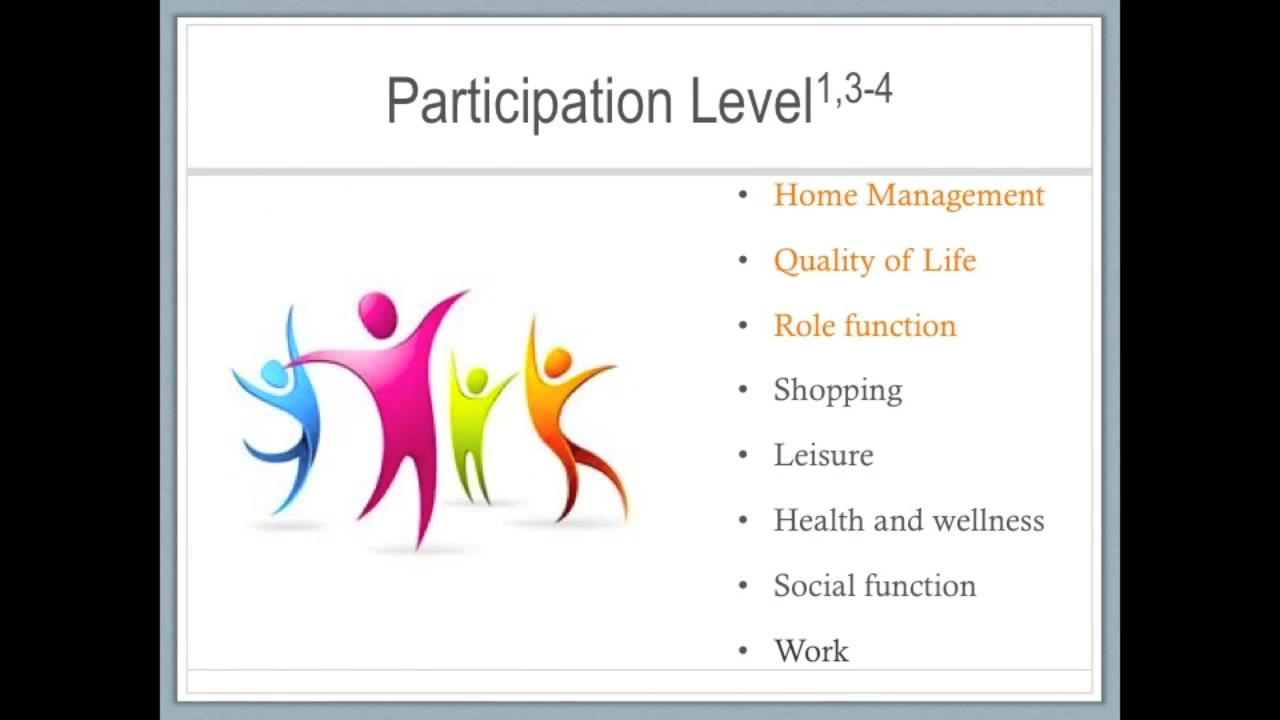 Participation Level1,3-4
• Home Management
• Quality of Life
• Role function
• Shopping
• Leisure
• Health and wellness
• Social function
• Work